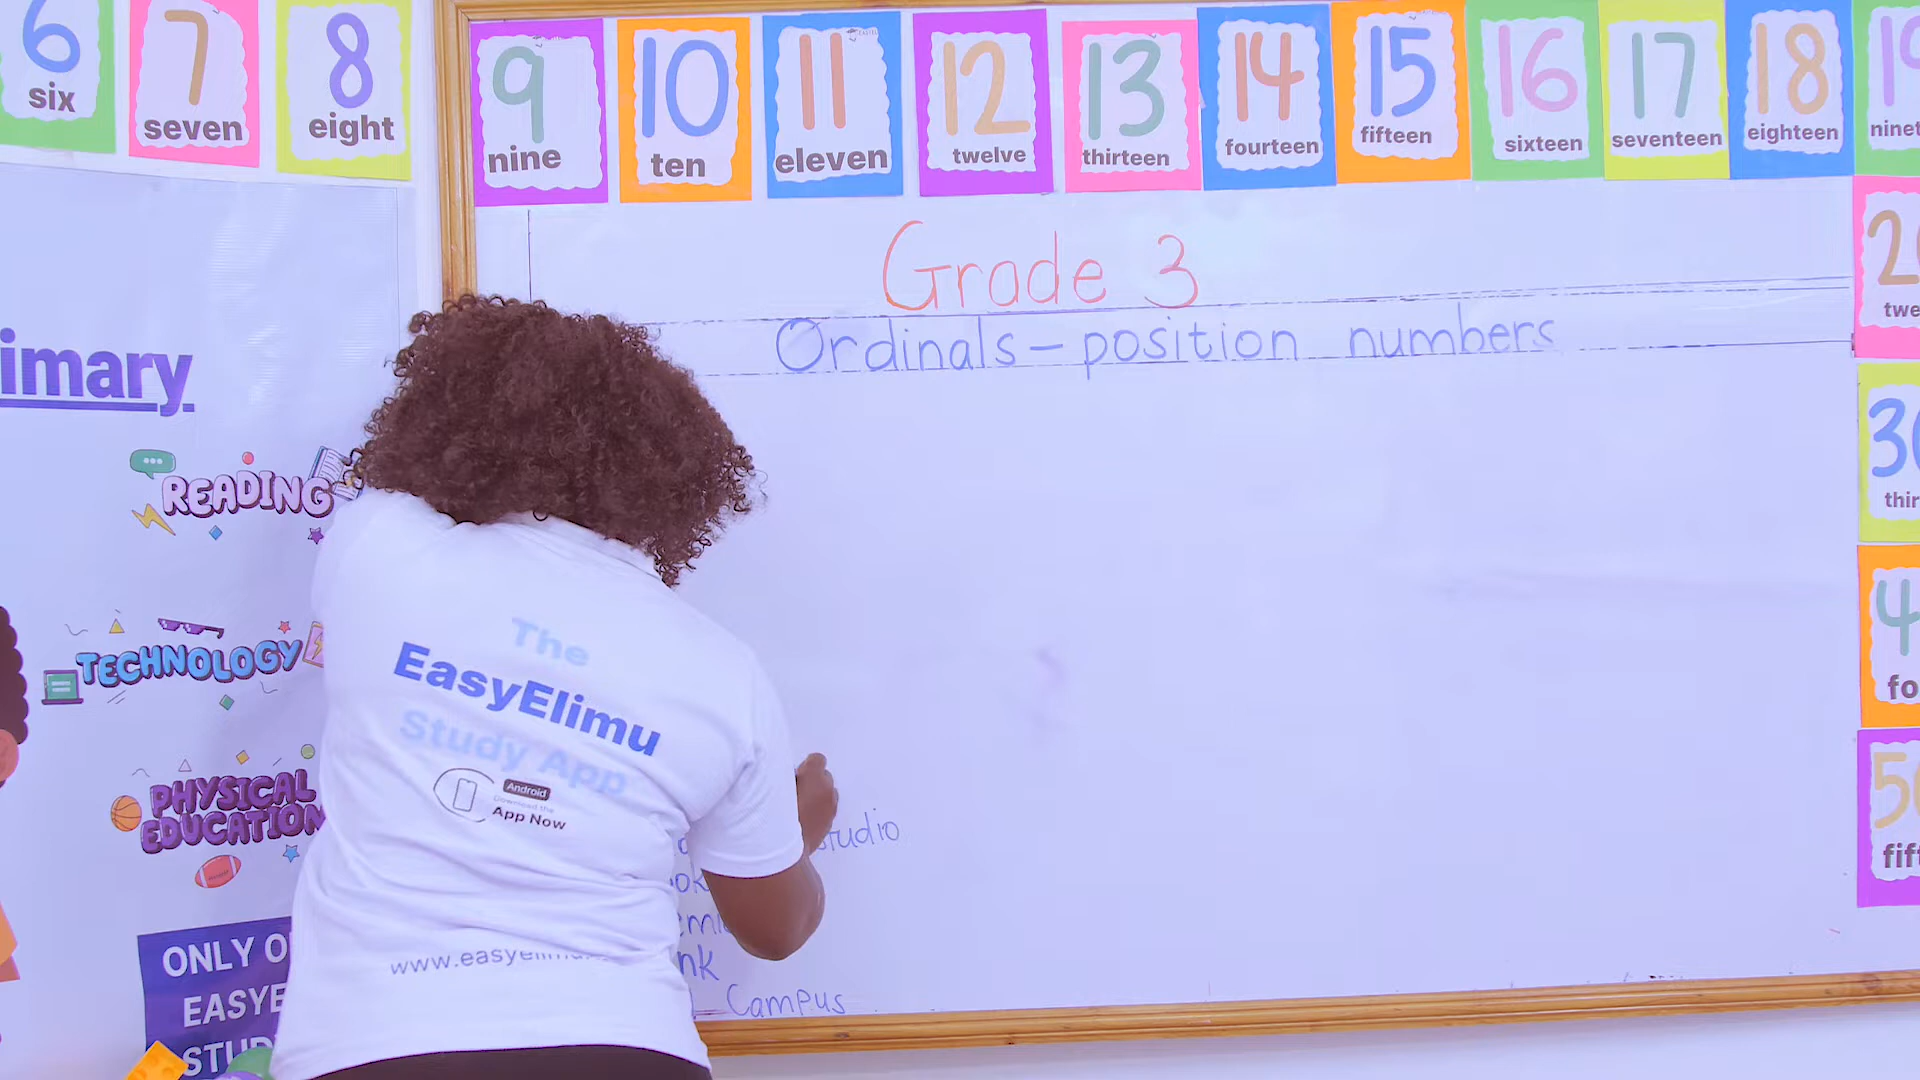 6 six
7 seven
8 eight
9 nine
10 ten
11 eleven
12 twelve
13 thirteen
14 fourteen
15 fifteen
16 sixteen
17 seventeen
18 eighteen
Grade 3
Ordinals - position numbers
imary
READING
TECHNOLOGY
PHYSICAL
EDUCATION
ONLY O
EASYE
STUD
The
EasyElimu
Study App
Android
Download the
App Now
www.easyelimu
studio
Campus